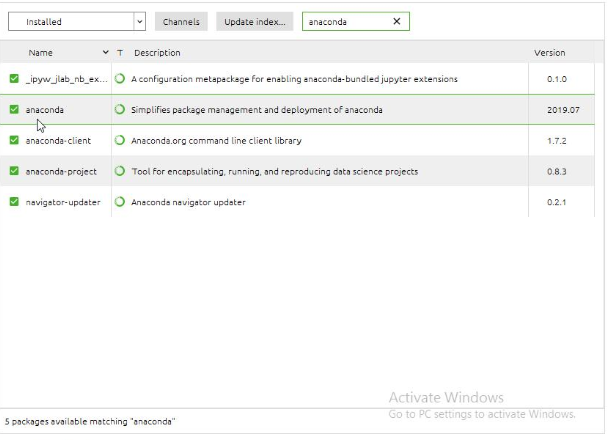 Installed Channels Update index... anaconda X
Name T Description Version
_ipyw_jlab_nb_ex... A configuration metapackage for enabling anaconda-bundled jupyter extensions 0.1.0
anaconda Simplifies package management and deployment of anaconda 2019.07
anaconda-client Anaconda.org command line client library 1.7.2
anaconda-project Tool for encapsulating, running, and reproducing data science projects 0.8.3
navigator-updater Anaconda navigator updater 0.2.1
Activate Windows
Go to PC settings to activate Windows.
5 packages available matching "anaconda"